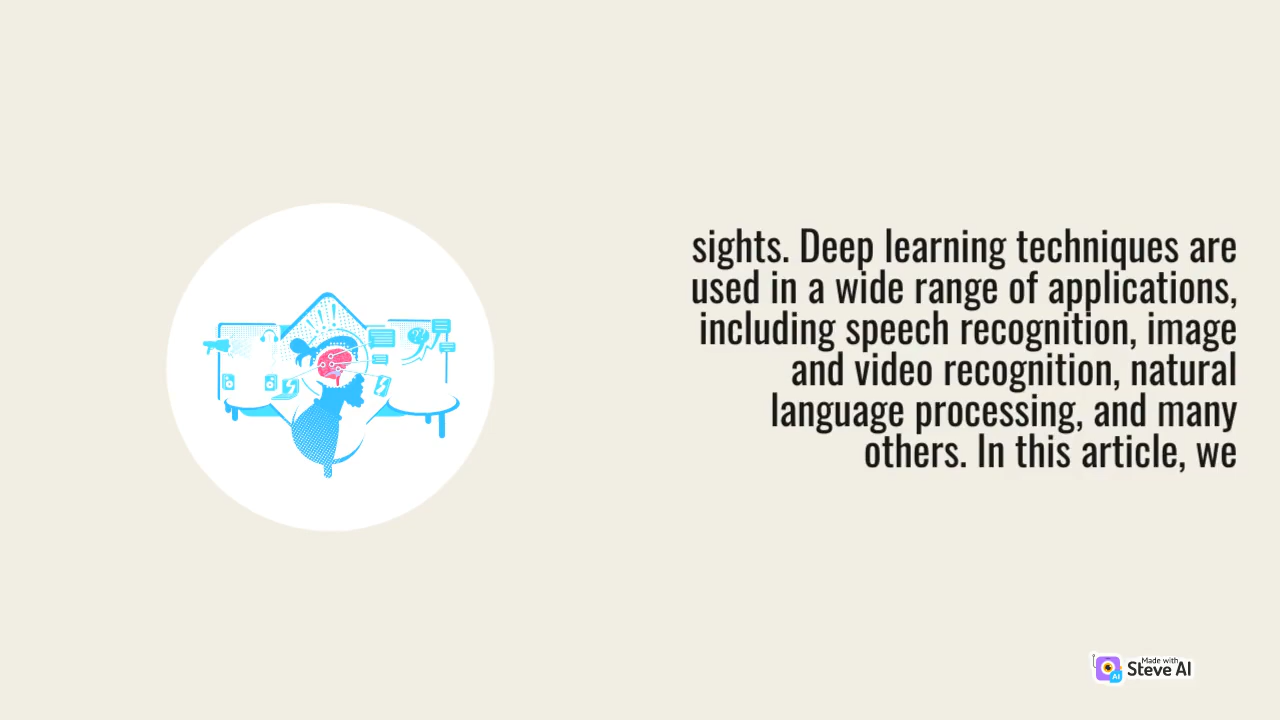 sights. Deep learning techniques are
used in a wide range of applications,
including speech recognition, image
and video recognition, natural
language processing, and many
others. In this article, we
Made with
Steve AI
AI